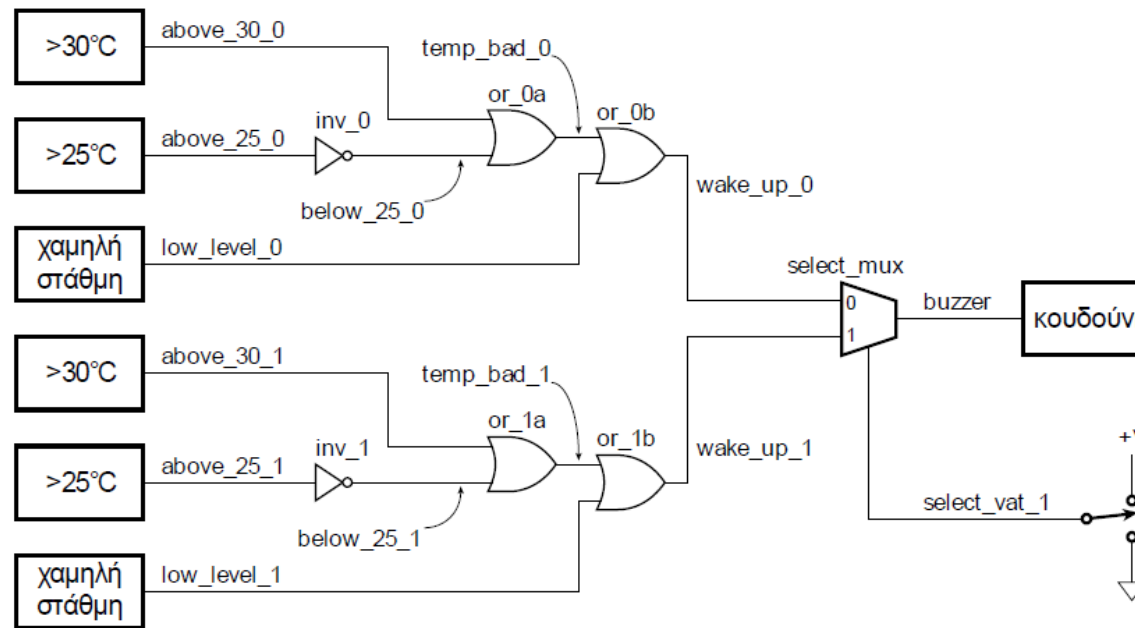 >30°C
above_30_0
temp_bad_0
or_0a
or_0b
inv_0
>25°C
above_25_0
below_25_0
wake_up_0
χαμηλή
στάθμη
low_level_0
select_mux
0
1
buzzer
κουδούν
>30°C
above_30_1
temp_bad_1
or_1a
or_1b
inv_1
>25°C
above_25_1
below_25_1
wake_up_1
+V
select_vat_1
χαμηλή
στάθμη
low_level_1